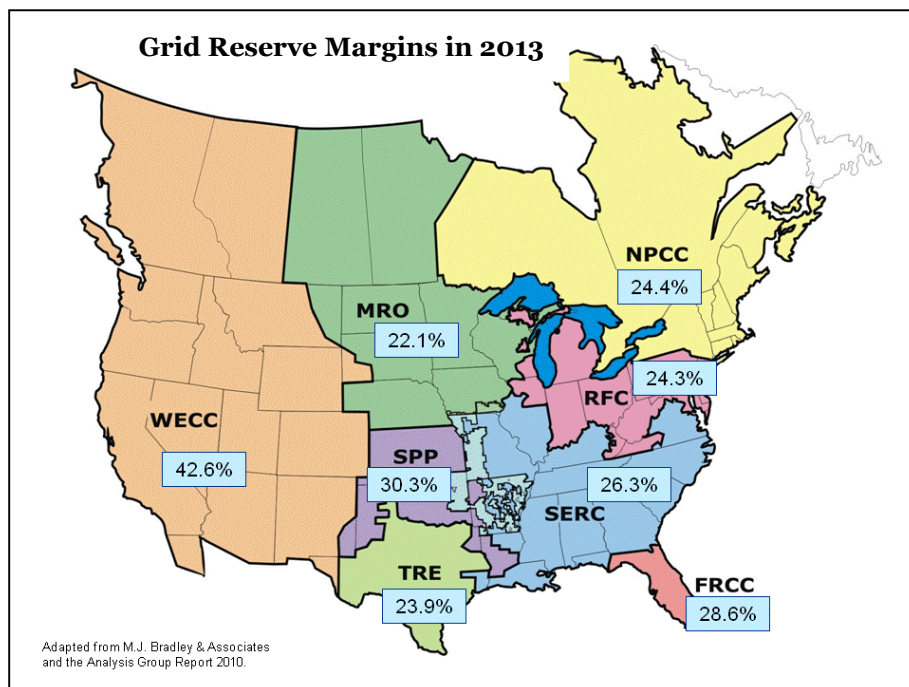 Grid Reserve Margins in 2013
NPCC
24.4%
MRO
22.1%
24.3%
RFC
WECC
42.6%
SPP
30.3%
26.3%
SERC
TRE
23.9%
FRCC
28.6%
Adapted from M.J. Bradley & Associates
and the Analysis Group Report 2010.